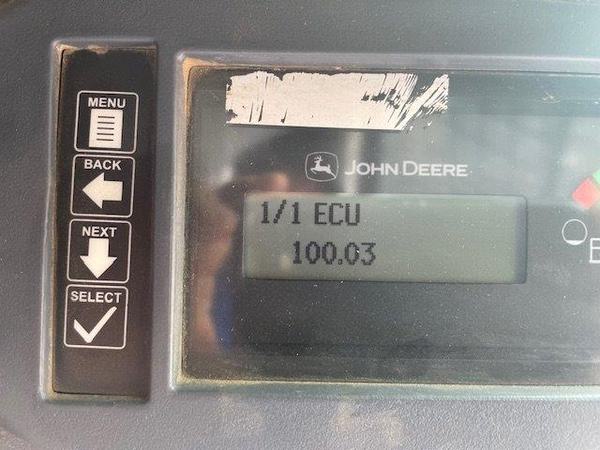 MENU
BACK
NEXT
SELECT
JOHN DEERE
1/1 ECU
100.03